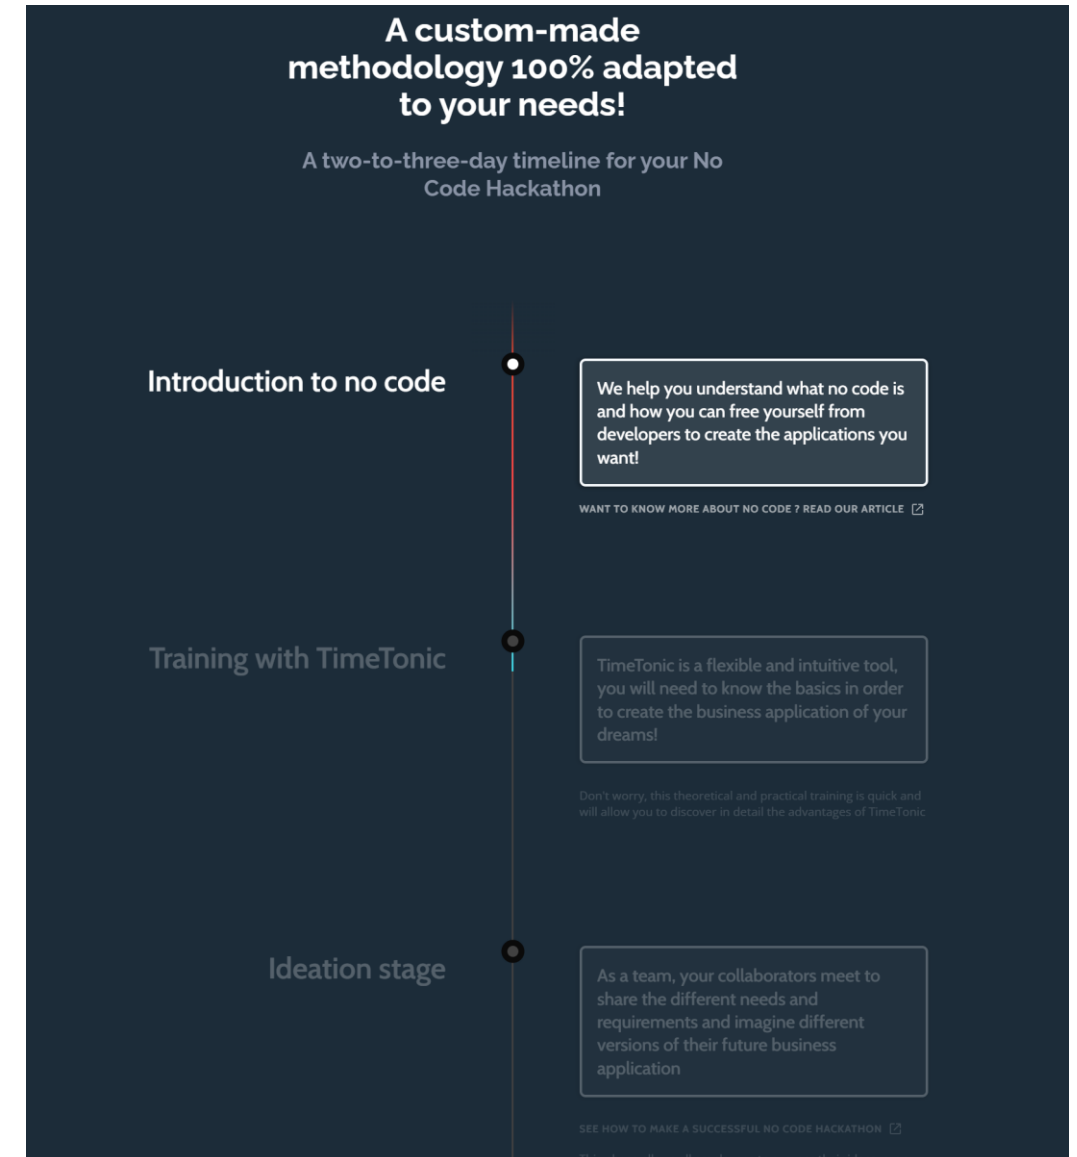 A custom-made
methodology 100% adapted
to your needs!
A two-to-three-day timeline for your No
Code Hackathon
Introduction to no code
We help you understand what no code is
and how you can free yourself from
developers to create the applications you
want!
WANT TO KNOW MORE ABOUT NO CODE ? READ OUR ARTICLE
Training with TimeTonic
TimeTonic is a flexible and intuitive tool,
you will need to know the basics in order
to create the business application of your
dreams!
Don't worry, this theoretical and practical training is quick and
will allow you to discover in detail the advantages of TimeTonic
Ideation stage
As a team, your collaborators meet to
share the different needs and
requirements and imagine different
versions of their future business
application
SEE HOW TO MAKE A SUCCESSFUL NO CODE HACKATHON